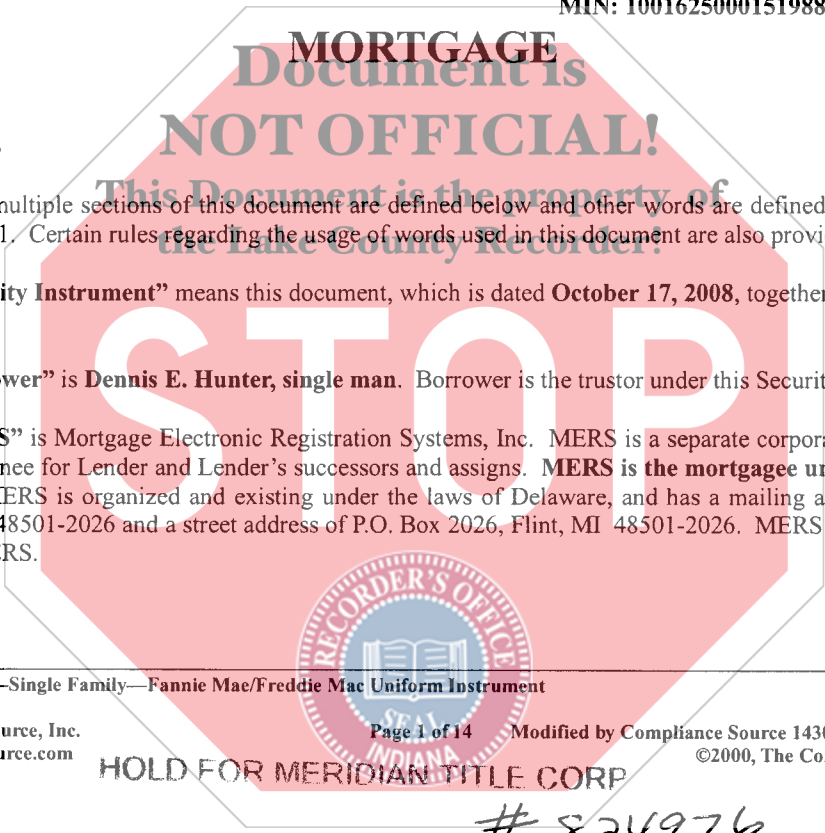 MIN: 1001625000151988
MORTGAGE
Document is
NOT OFFICIAL!
This Document is the property of
the Lake County Recorder!
multiple sections of this document are defined below and other words are defined
1. Certain rules regarding the usage of words used in this document are also provi
ity Instrument” means this document, which is dated October 17, 2008, together
wer” is Dennis E. Hunter, single man. Borrower is the trustor under this Securit
S” is Mortgage Electronic Registration Systems, Inc. MERS is a separate corpora
nee for Lender and Lender’s successors and assigns. MERS is the mortgagee un
ERS is organized and existing under the laws of Delaware, and has a mailing a
48501-2026 and a street address of P.O. Box 2026, Flint, MI 48501-2026. MERS
ERS.
STOP
RECORDER'S OFFICE
SEAL
INDIANA
–Single Family—Fannie Mae/Freddie Mac Uniform Instrument
urce, Inc.
Page 1 of 14
Modified by Compliance Source 1430
urce.com
©2000, The Co
HOLD FOR MERIDIAN TITLE CORP
# 824976